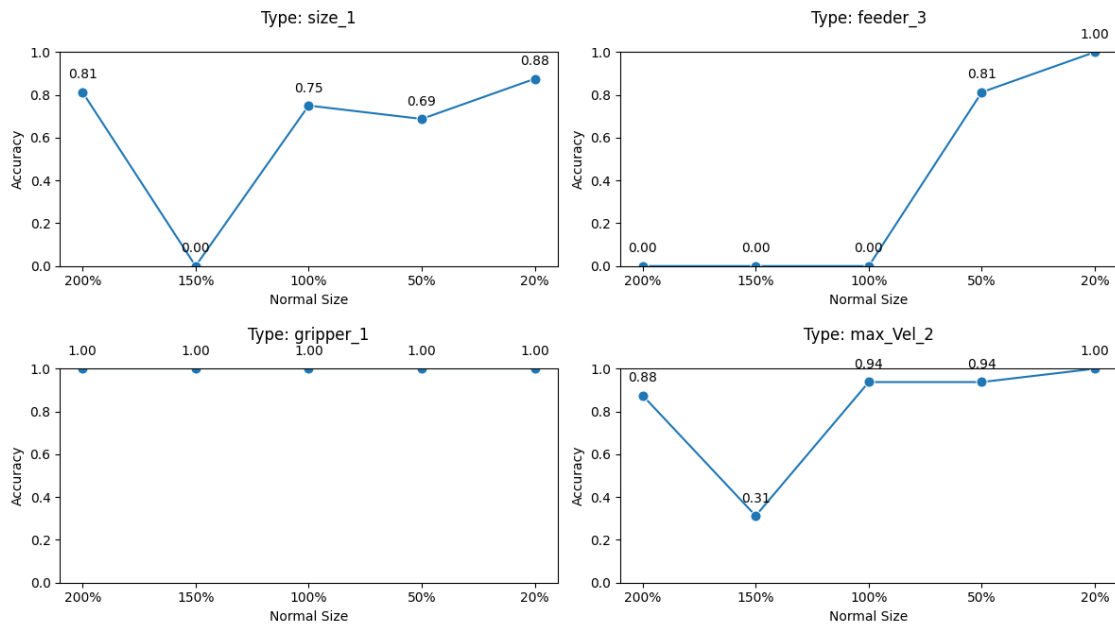 Type: size_1
1.0
0.8
0.6
0.4
0.2
0.0
Accuracy
0.81
0.00
0.75
0.69
0.88
200% 150% 100% 50% 20%
Normal Size
Type: feeder_3
1.0
0.8
0.6
0.4
0.2
0.0
Accuracy
0.00
0.00
0.00
0.81
1.00
200% 150% 100% 50% 20%
Normal Size
Type: gripper_1
1.0
0.8
0.6
0.4
0.2
0.0
Accuracy
1.00
1.00
1.00
1.00
1.00
200% 150% 100% 50% 20%
Normal Size
Type: max_Vel_2
1.0
0.8
0.6
0.4
0.2
0.0
Accuracy
0.88
0.31
0.94
0.94
1.00
200% 150% 100% 50% 20%
Normal Size